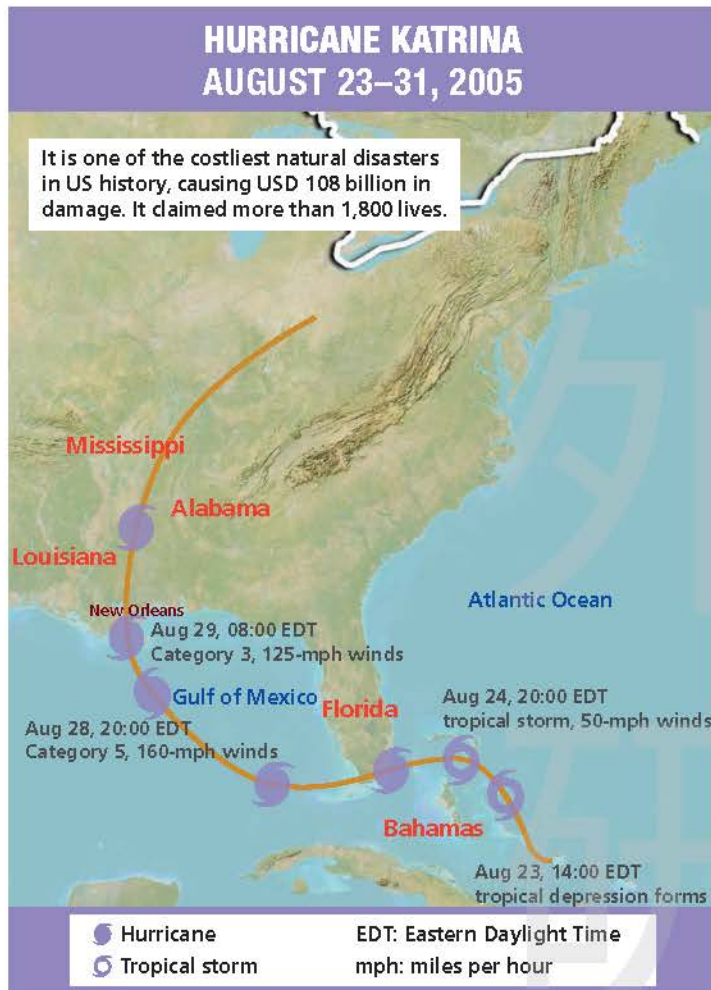 HURRICANE KATRINA
AUGUST 23–31, 2005
It is one of the costliest natural disasters
in US history, causing USD 108 billion in
damage. It claimed more than 1,800 lives.
Mississippi
Alabama
Louisiana
New Orleans
Aug 29, 08:00 EDT
Category 3, 125-mph winds
Atlantic Ocean
Gulf of Mexico
Florida
Aug 24, 20:00 EDT
tropical storm, 50-mph winds
Aug 28, 20:00 EDT
Category 5, 160-mph winds
Bahamas
Aug 23, 14:00 EDT
tropical depression forms
Hurricane
EDT: Eastern Daylight Time
Tropical storm
mph: miles per hour
外研